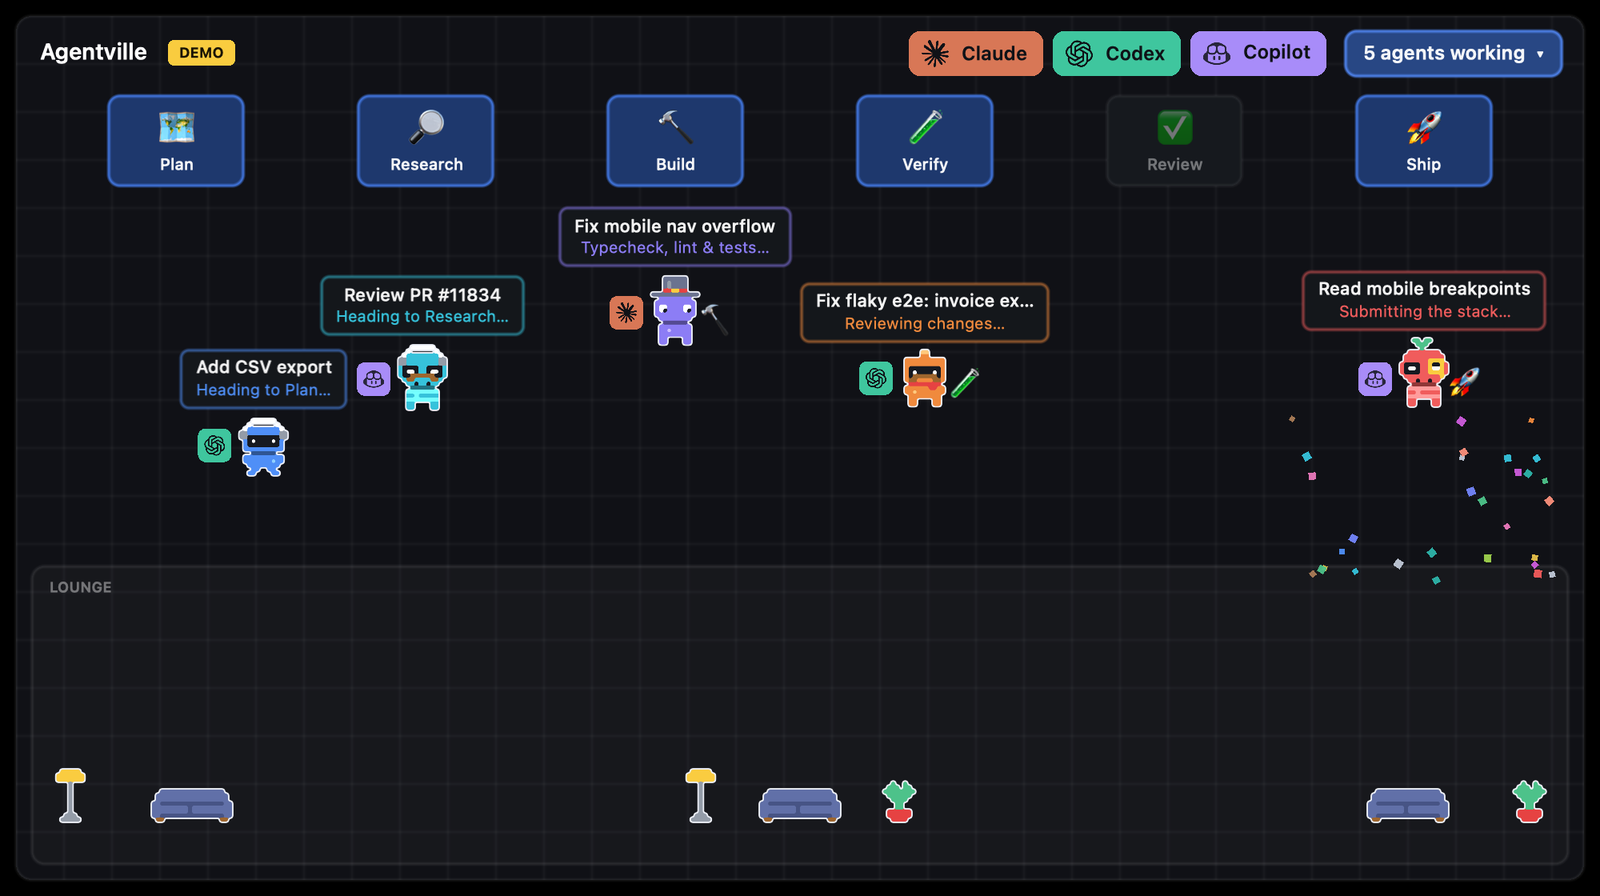 Agentville
DEMO
Claude
Codex
Copilot
5 agents working
Plan
Research
Build
Verify
Review
Ship
Fix mobile nav overflow
Typecheck, lint & tests...
Review PR #11834
Heading to Research...
Fix flaky e2e: invoice ex...
Reviewing changes...
Read mobile breakpoints
Submitting the stack...
Add CSV export
Heading to Plan...
LOUNGE